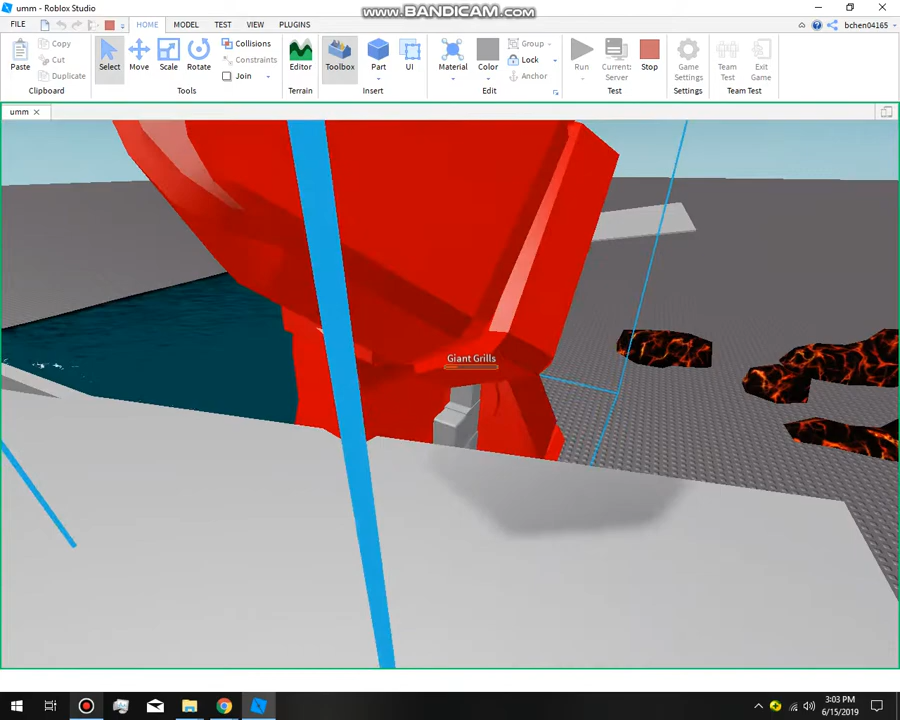 umm - Roblox Studio
www.BANDICAM.com
FILE HOME MODEL TEST VIEW PLUGINS bchen04165
Paste Copy Cut Duplicate Select Move Scale Rotate Collisions Constraints Join Editor Toolbox Part UI Material Color Group Lock Anchor Run Current: Server Stop Game Settings Team Test Exit Game
Clipboard Tools Terrain Insert Edit Test Settings Team Test
umm
Giant Grills
3:03 PM
6/15/2019